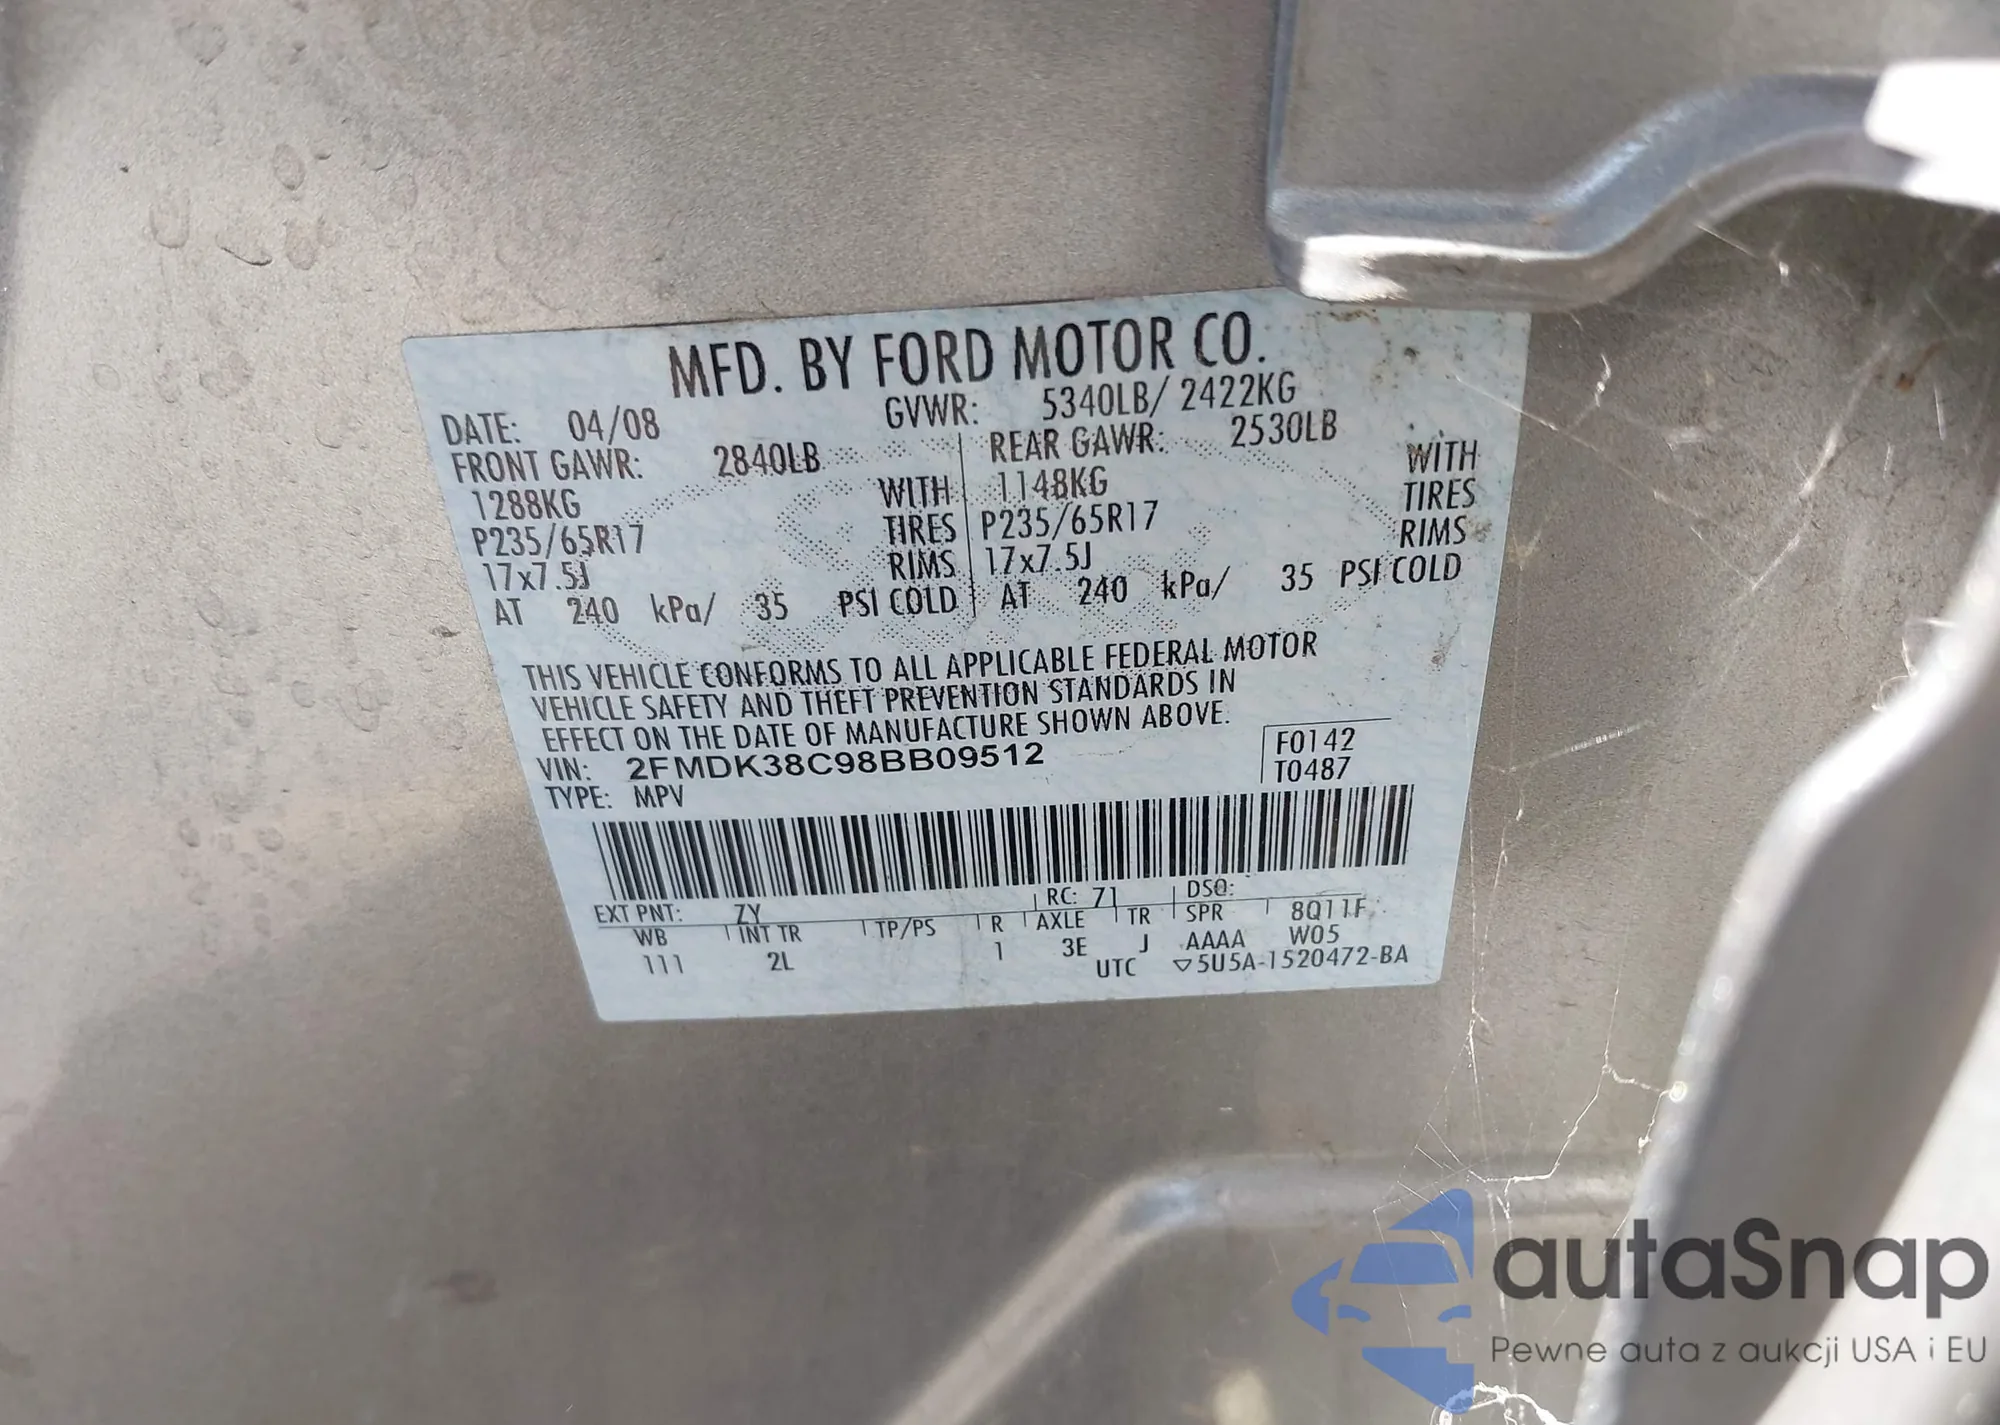 MFD. BY FORD MOTOR CO.
DATE: 04/08 GVWR: 5340LB/ 2422KG
FRONT GAWR: 2840LB REAR GAWR: 2530LB
1288KG WITH 1148KG WITH
P235/65R17 TIRES P235/65R17 TIRES
17x7.5J RIMS 17x7.5J RIMS
AT 240 kPa/ 35 PSI COLD AT 240 kPa/ 35 PSI COLD
THIS VEHICLE CONFORMS TO ALL APPLICABLE FEDERAL MOTOR
VEHICLE SAFETY AND THEFT PREVENTION STANDARDS IN
EFFECT ON THE DATE OF MANUFACTURE SHOWN ABOVE.
VIN: 2FMDK38C98BB09512 F0142
TYPE: MPV T0487
EXT PNT: ZY RC: 71 DSO:
WB INT TR TP/PS R AXLE TR SPR 8Q11F
111 2L 1 3E J AAAA W05
UTC ▽5U5A-1520472-BA
autaSnap
Pewne auta z aukcji USA i EU